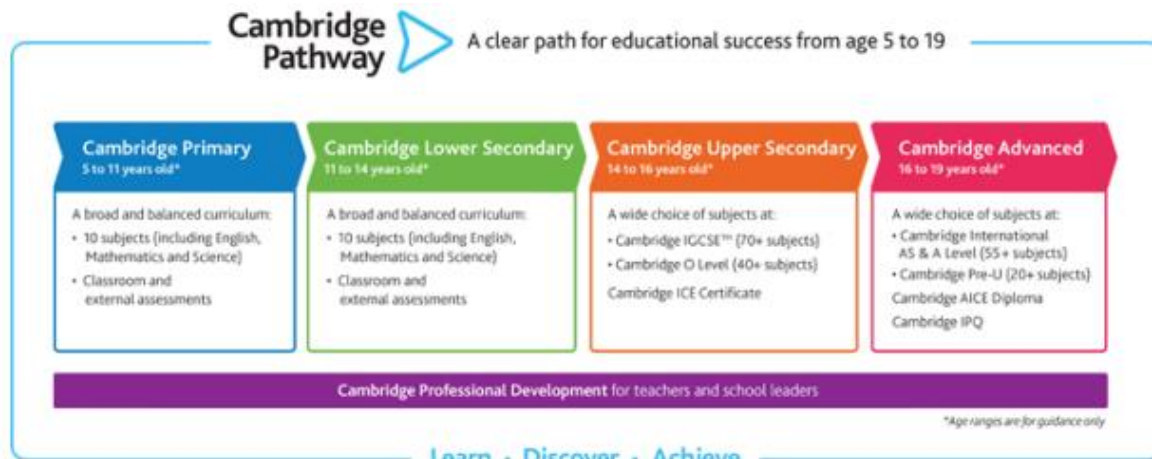 Cambridge
Pathway
A clear path for educational success from age 5 to 19
Cambridge Primary
5 to 11 years old*
A broad and balanced curriculum:
• 10 subjects (including English,
Mathematics and Science)
• Classroom and
external assessments
Cambridge Lower Secondary
11 to 14 years old*
A broad and balanced curriculum:
• 10 subjects (including English,
Mathematics and Science)
• Classroom and
external assessments
Cambridge Upper Secondary
14 to 16 years old*
A wide choice of subjects at:
• Cambridge IGCSE™ (70+ subjects)
• Cambridge O Level (40+ subjects)
Cambridge ICE Certificate
Cambridge Advanced
16 to 19 years old*
A wide choice of subjects at:
• Cambridge International
AS & A Level (55+ subjects)
• Cambridge Pre-U (20+ subjects)
Cambridge AICE Diploma
Cambridge IPQ
Cambridge Professional Development for teachers and school leaders
*Age ranges are for guidance only
Learn • Discover • Achieve